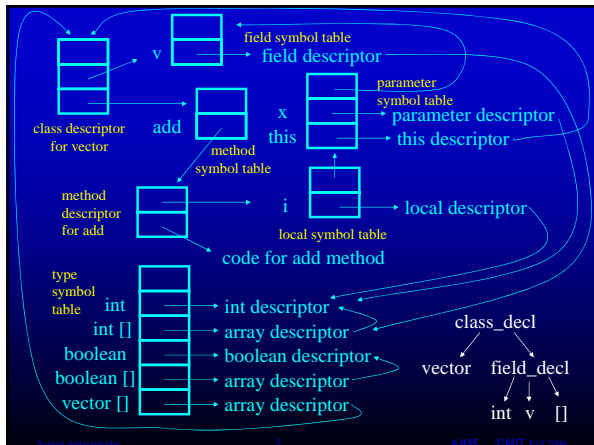 field symbol table
v
field descriptor
parameter
symbol table
class descriptor
for vector
add
x
parameter descriptor
this
this descriptor
method
symbol table
method
descriptor
for add
i
local descriptor
local symbol table
code for add method
type
symbol
table
int
int descriptor
int []
array descriptor
boolean
boolean descriptor
boolean []
array descriptor
vector []
array descriptor
class_decl
vector
field_decl
int v []